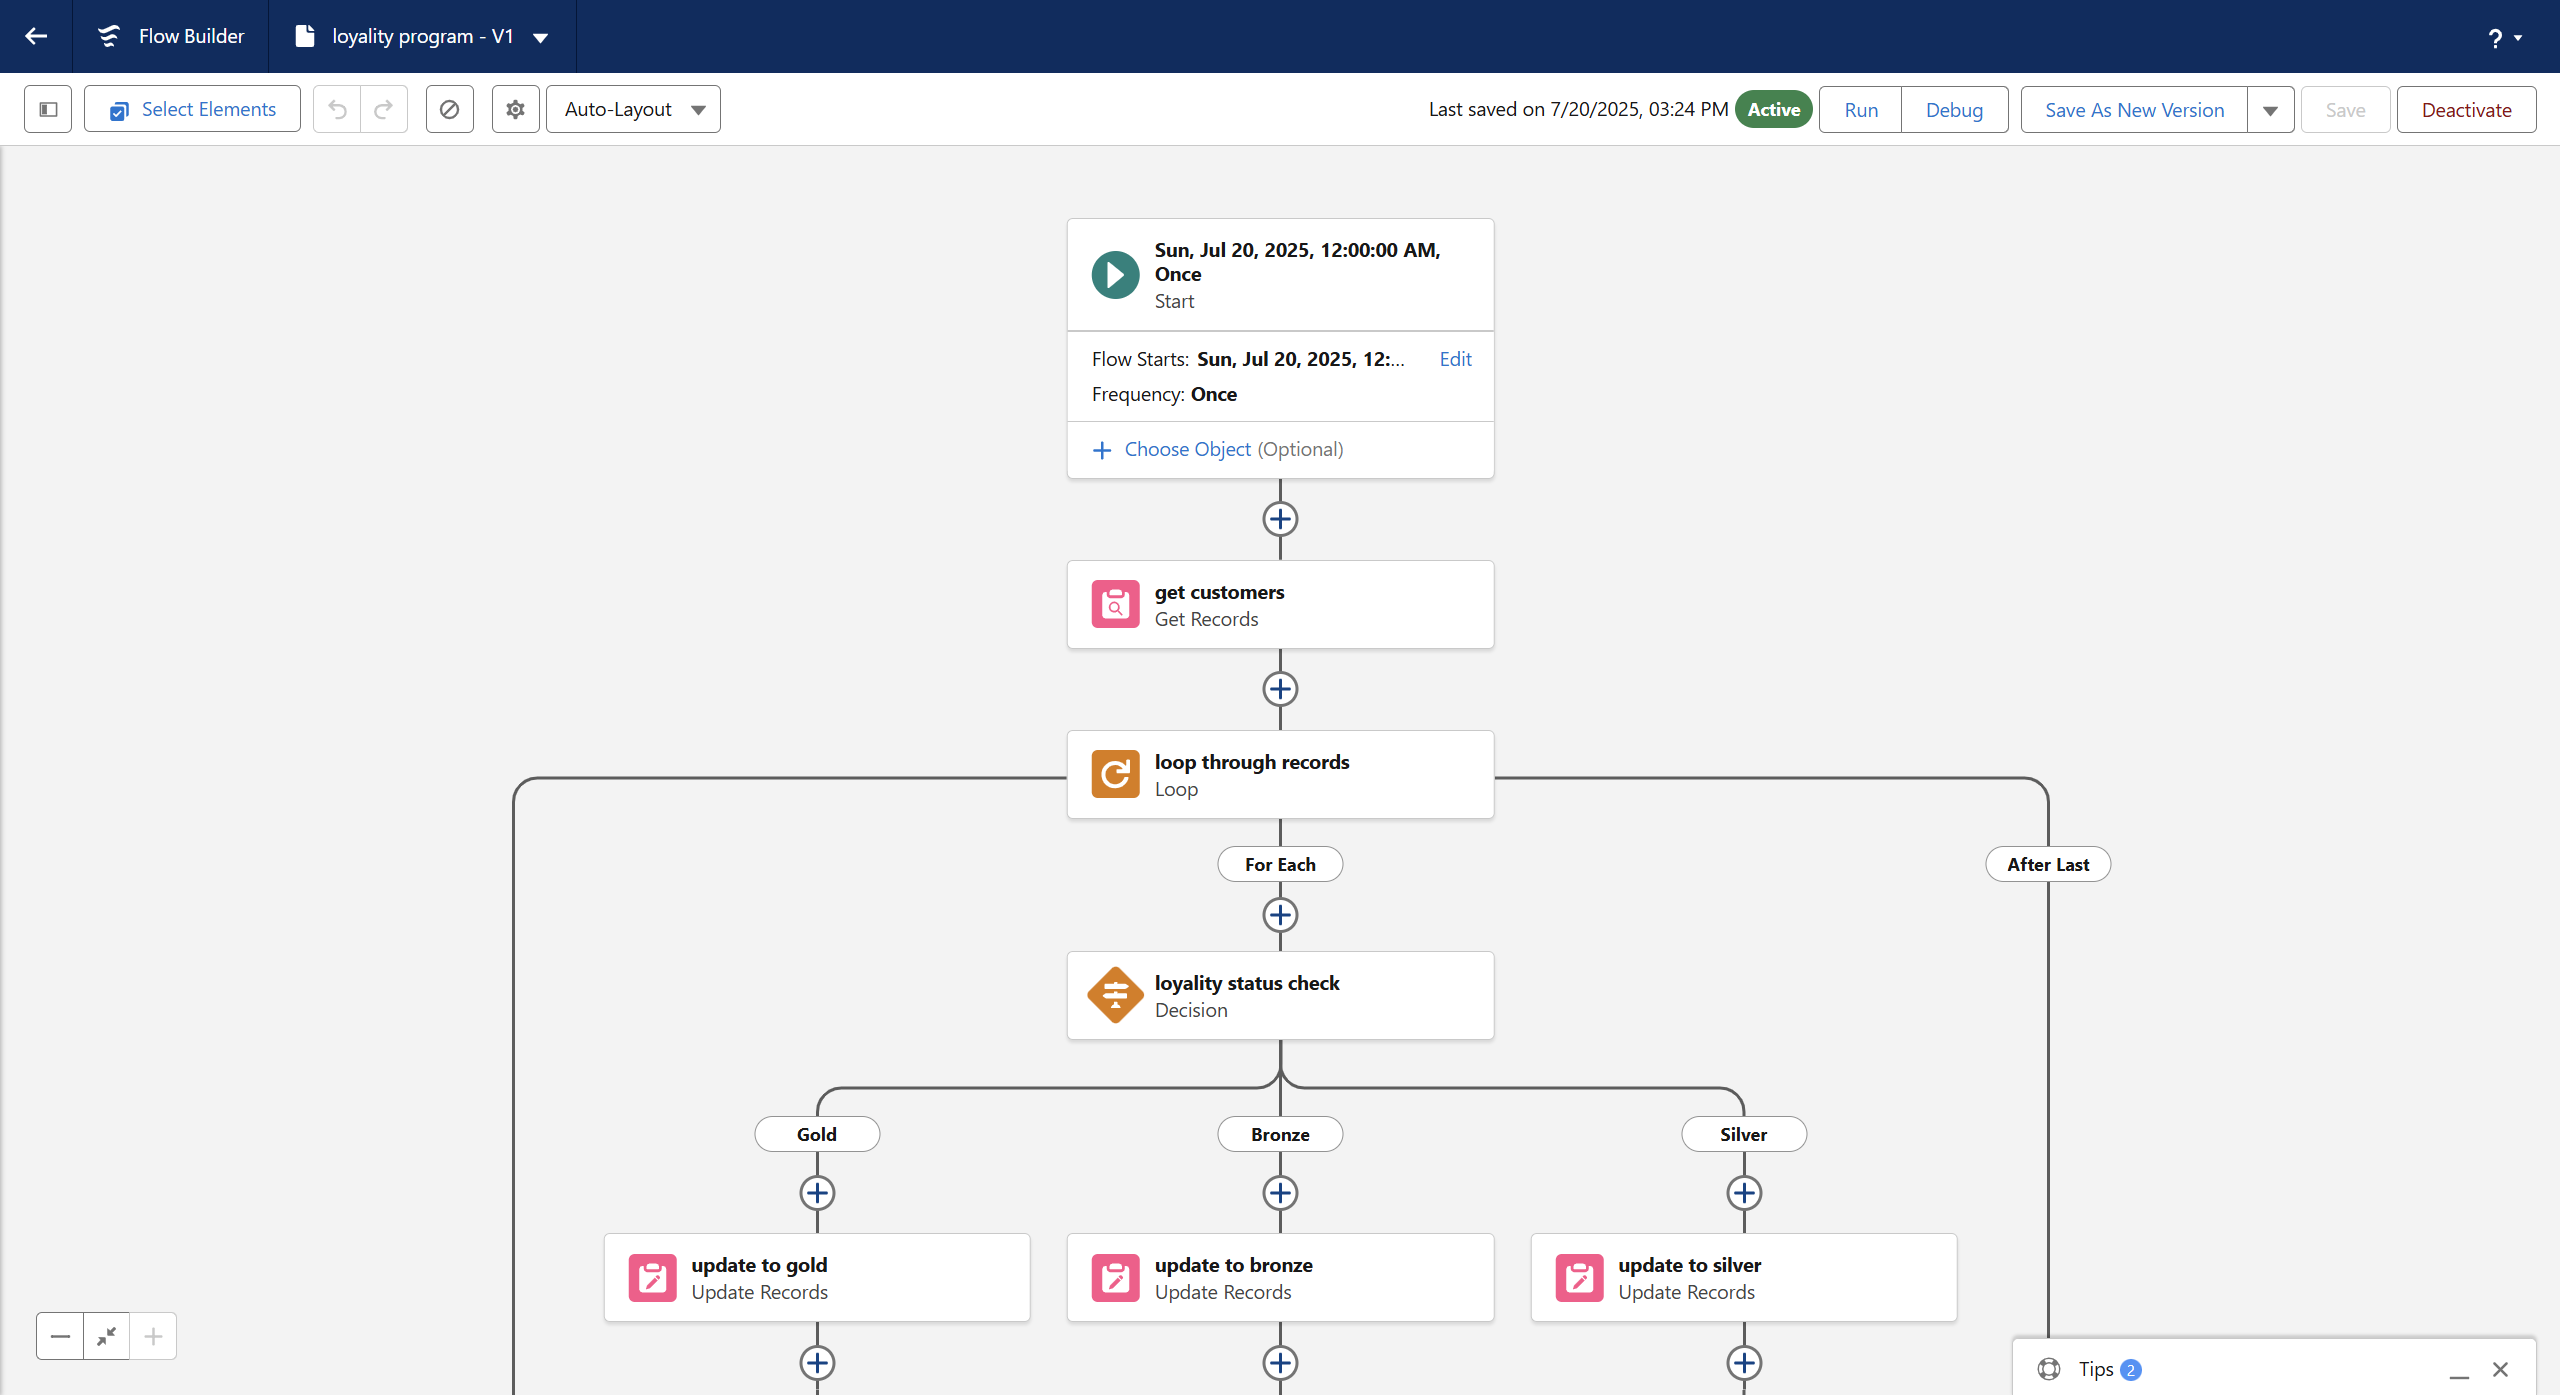 Flow Builder
loyality program - V1
?
Select Elements
Auto-Layout
Last saved on 7/20/2025, 03:24 PM
Active
Run
Debug
Save As New Version
Save
Deactivate
Sun, Jul 20, 2025, 12:00:00 AM,
Once
Start
Flow Starts: Sun, Jul 20, 2025, 12:...
Edit
Frequency: Once
Choose Object (Optional)
get customers
Get Records
loop through records
Loop
For Each
After Last
loyality status check
Decision
Gold
Bronze
Silver
update to gold
Update Records
update to bronze
Update Records
update to silver
Update Records
Tips 2